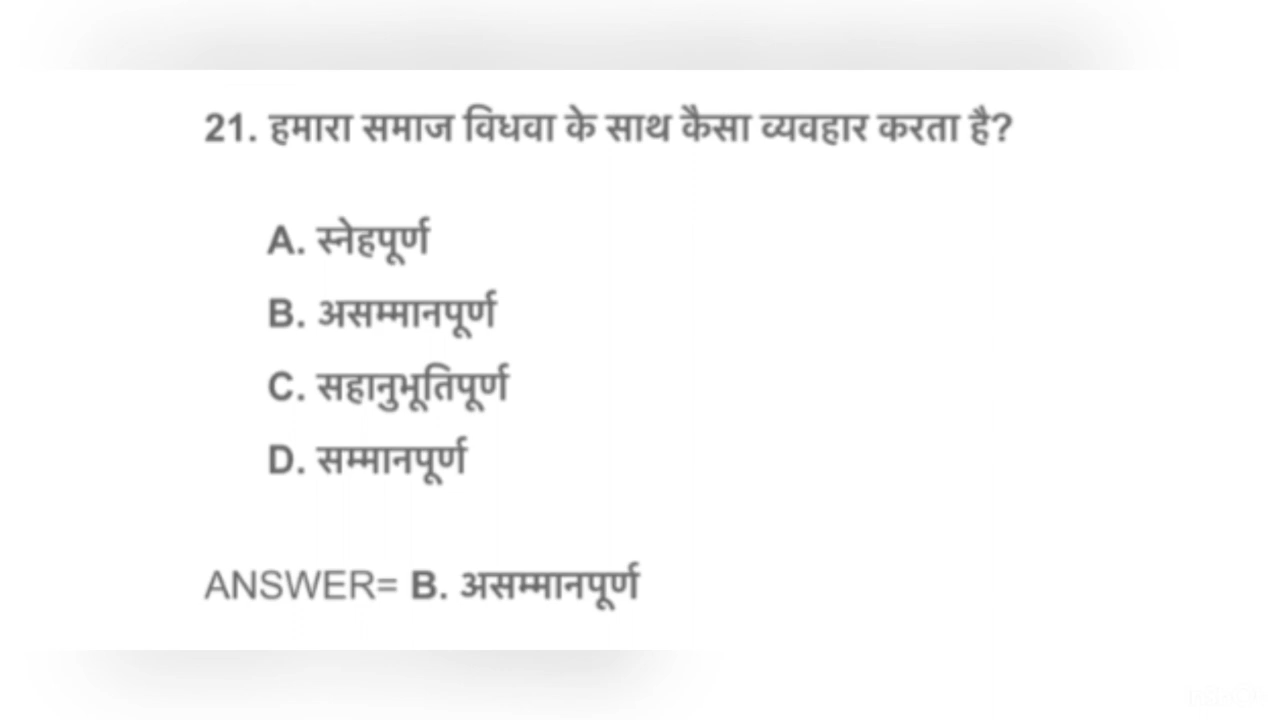 21. हमारा समाज विधवा के साथ कैसा व्यवहार करता है?
A. स्नेहपूर्ण
B. असम्मानपूर्ण
C. सहानुभूतिपूर्ण
D. सम्मानपूर्ण
ANSWER= B. असम्मानपूर्ण